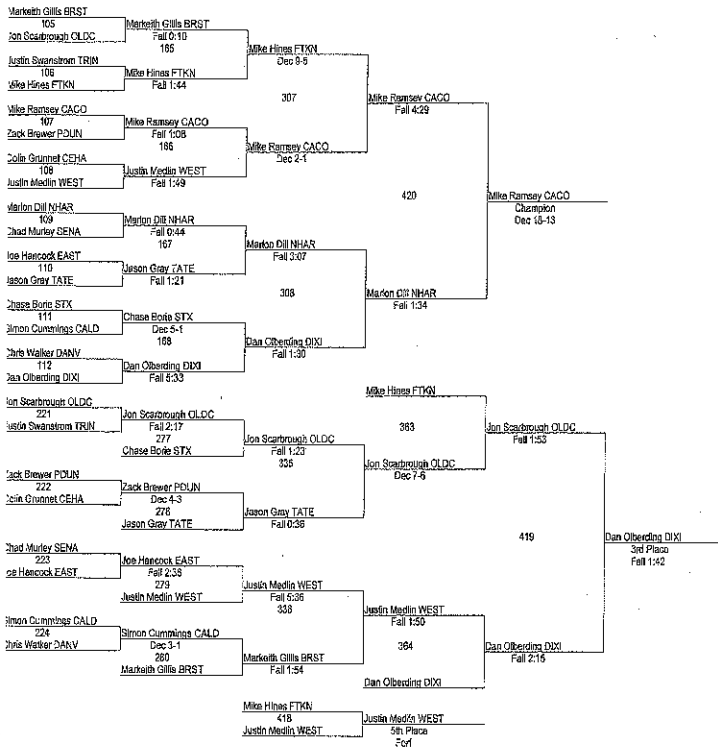 Markeith Gillis BRST
105
Jon Scarbrough OLDC
Markeith Gillis BRST
Fall 0:10
165
Justin Swanstrom TRIN
106
Mike Hines FTKN
Mike Hines FTKN
Fall 1:44
Mike Hines FTKN
Dec 9-5
307
Mike Ramsey CACO
107
Zack Brewer PDUN
Mike Ramsey CACO
Fall 1:08
166
Colin Grunnet CEHA
108
Justin Medlin WEST
Justin Medlin WEST
Fall 1:49
Mike Ramsey CACO
Dec 2-1
Mike Ramsey CACO
Fall 4:29
420
Mike Ramsey CACO
Champion
Dec 15-13
Marlon Dill NHAR
109
Chad Murley SENA
Marlon Dill NHAR
Fall 0:44
167
Joe Hancock EAST
110
Jason Gray TATE
Jason Gray TATE
Fall 1:21
Marlon Dill NHAR
Fall 3:07
308
Marlon Dill NHAR
Fall 1:34
Chase Borie STX
111
Simon Cummings CALD
Chase Borie STX
Dec 5-1
168
Chris Walker DANV
112
Dan Olberding DIXI
Dan Olberding DIXI
Fall 5:33
Dan Olberding DIXI
Fall 1:30
Jon Scarbrough OLDC
221
Justin Swanstrom TRIN
Jon Scarbrough OLDC
Fall 2:17
277
Chase Borie STX
Jon Scarbrough OLDC
Fall 1:23
335
Zack Brewer PDUN
222
Colin Grunnet CEHA
Zack Brewer PDUN
Dec 4-3
278
Jason Gray TATE
Jason Gray TATE
Fall 0:36
Mike Hines FTKN
363
Jon Scarbrough OLDC
Dec 7-6
Jon Scarbrough OLDC
Fall 1:53
419
Dan Olberding DIXI
3rd Place
Fall 1:42
Chad Murley SENA
223
Joe Hancock EAST
Joe Hancock EAST
Fall 2:36
279
Justin Medlin WEST
Justin Medlin WEST
Fall 5:36
336
Simon Cummings CALD
224
Chris Walker DANV
Simon Cummings CALD
Dec 3-1
280
Markeith Gillis BRST
Markeith Gillis BRST
Fall 1:54
Justin Medlin WEST
Fall 1:50
364
Dan Olberding DIXI
Dan Olberding DIXI
Fall 2:15
Mike Hines FTKN
418
Justin Medlin WEST
Justin Medlin WEST
5th Place
Forf